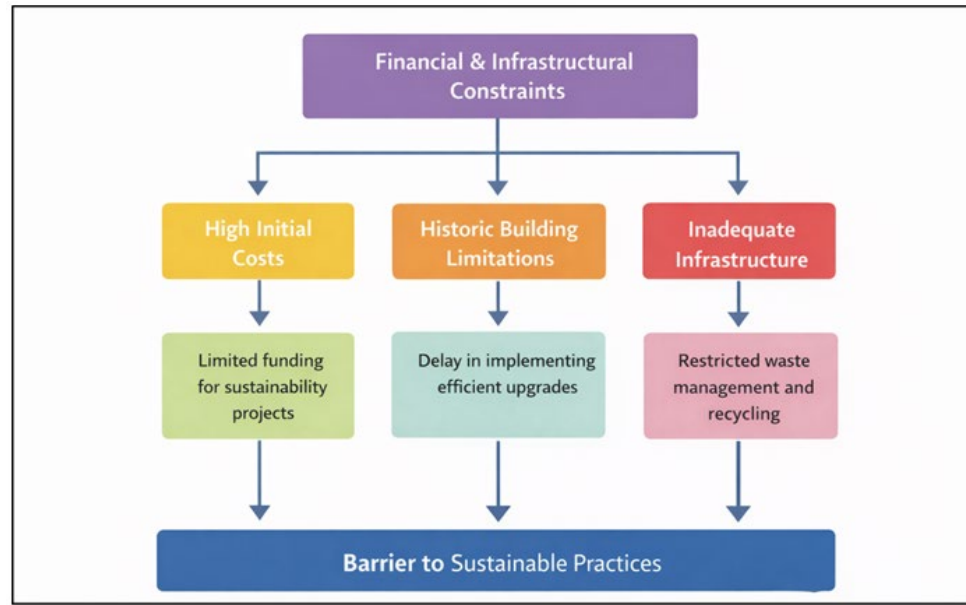 Financial & Infrastructural
Constraints
High Initial
Costs
Historic Building
Limitations
Inadequate
Infrastructure
Limited funding
for sustainability
projects
Delay in implementing
efficient upgrades
Restricted waste
management and
recycling
Barrier to Sustainable Practices